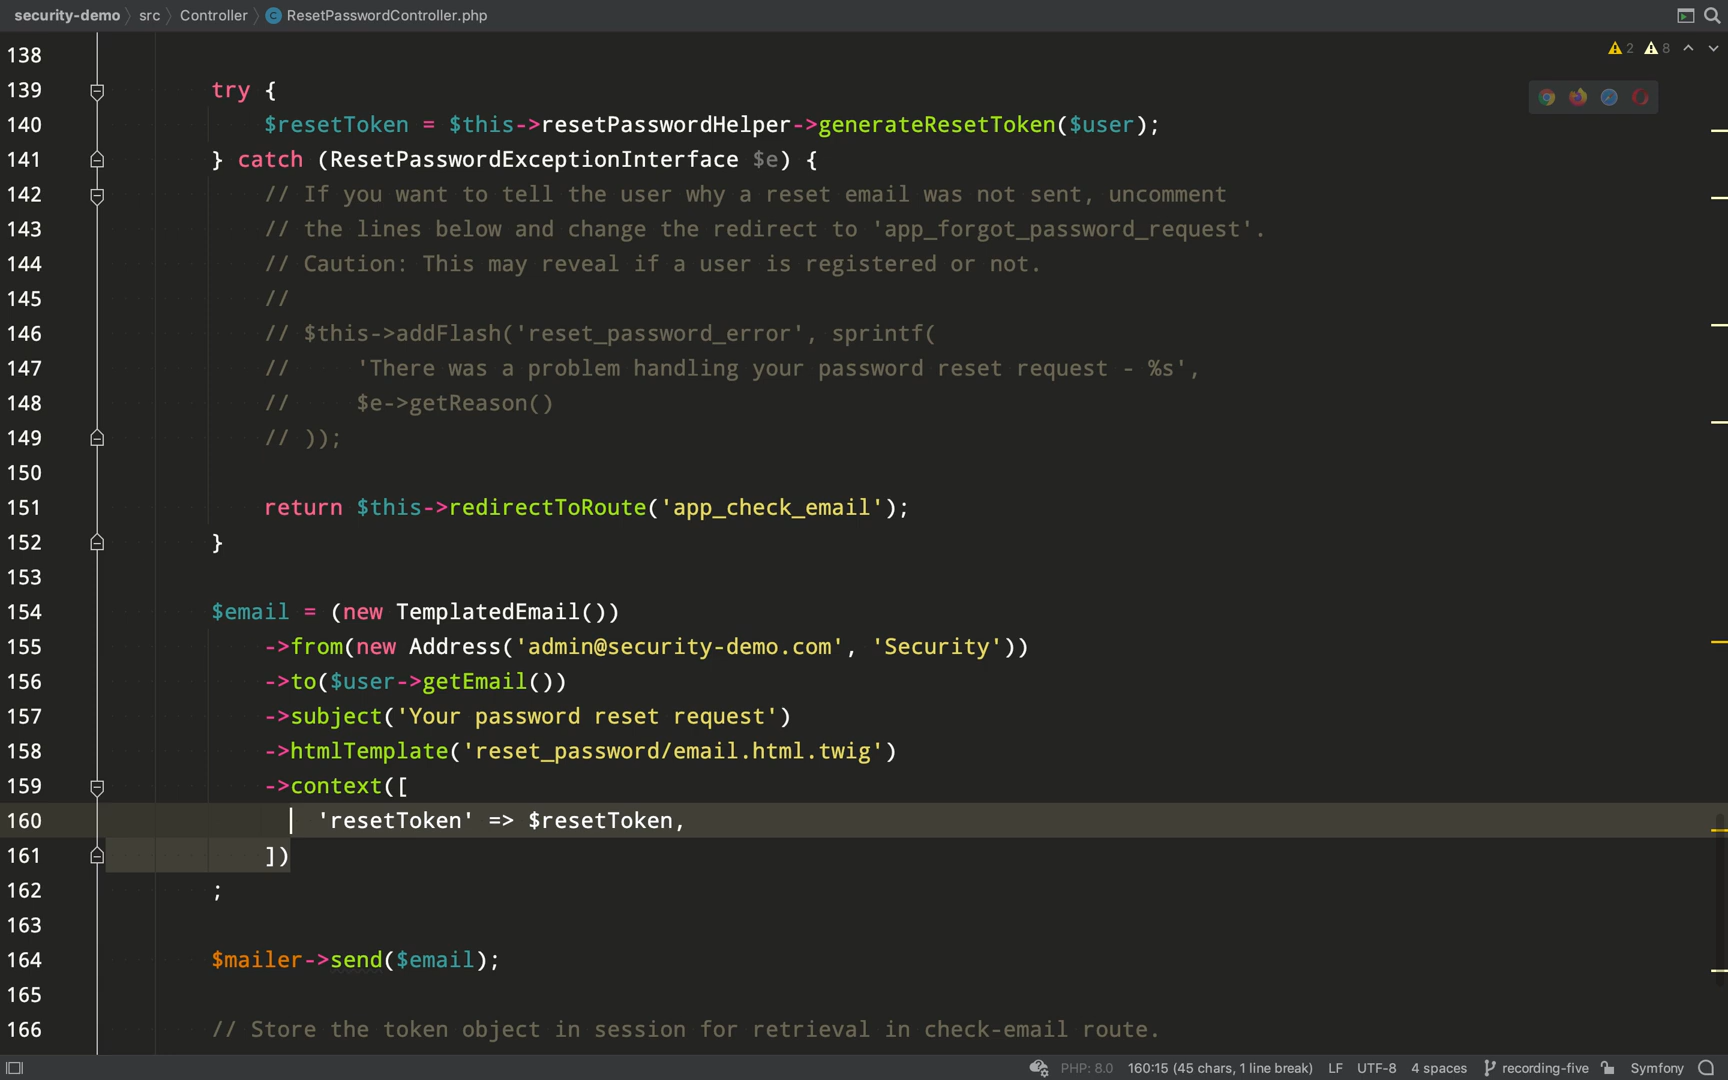 security-demo src Controller ResetPasswordController.php
2 8
138
139 try {
140 $resetToken = $this->resetPasswordHelper->generateResetToken($user);
141 } catch (ResetPasswordExceptionInterface $e) {
142 // If you want to tell the user why a reset email was not sent, uncomment
143 // the lines below and change the redirect to 'app_forgot_password_request'.
144 // Caution: This may reveal if a user is registered or not.
145 //
146 // $this->addFlash('reset_password_error', sprintf(
147 //     'There was a problem handling your password reset request - %s',
148 //     $e->getReason()
149 // ));
150
151 return $this->redirectToRoute('app_check_email');
152 }
153
154 $email = (new TemplatedEmail())
155 ->from(new Address('admin@security-demo.com', 'Security'))
156 ->to($user->getEmail())
157 ->subject('Your password reset request')
158 ->htmlTemplate('reset_password/email.html.twig')
159 ->context([
160 'resetToken' => $resetToken,
161 ])
162 ;
163
164 $mailer->send($email);
165
166 // Store the token object in session for retrieval in check-email route.
PHP: 8.0 160:15 (45 chars, 1 line break) LF UTF-8 4 spaces recording-five Symfony